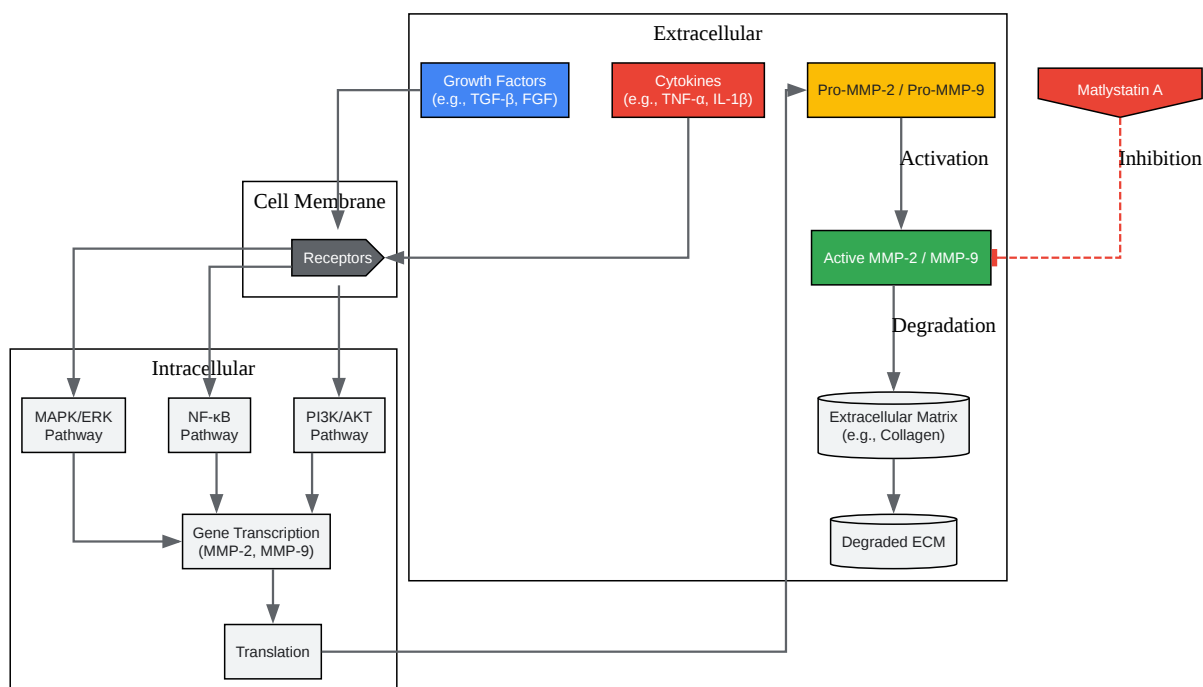 Extracellular
Growth Factors
(e.g., TGF-β, FGF)
Cytokines
(e.g., TNF-α, IL-1β)
Pro-MMP-2 / Pro-MMP-9
Matlystatin A
Activation
Inhibition
Cell Membrane
Receptors
Active MMP-2 / MMP-9
Degradation
Intracellular
MAPK/ERK
Pathway
NF-κB
Pathway
PI3K/AKT
Pathway
Extracellular Matrix
(e.g., Collagen)
Gene Transcription
(MMP-2, MMP-9)
Degraded ECM
Translation